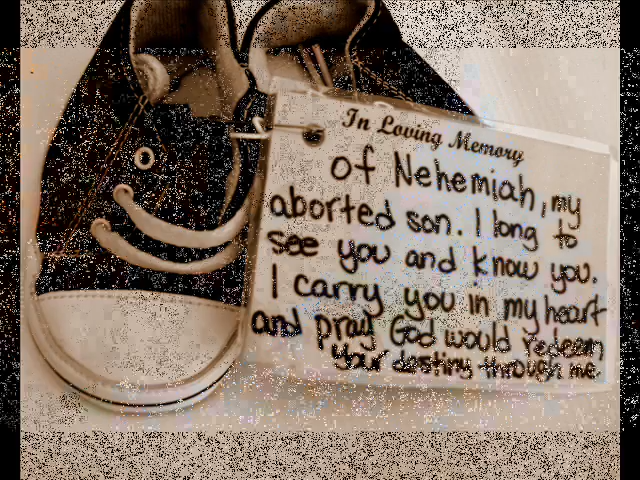 In Loving Memory
of Nehemiah, my
aborted son. I long to
see you and know you.
I carry you in my heart
and pray God would redeem
your destiny through me.